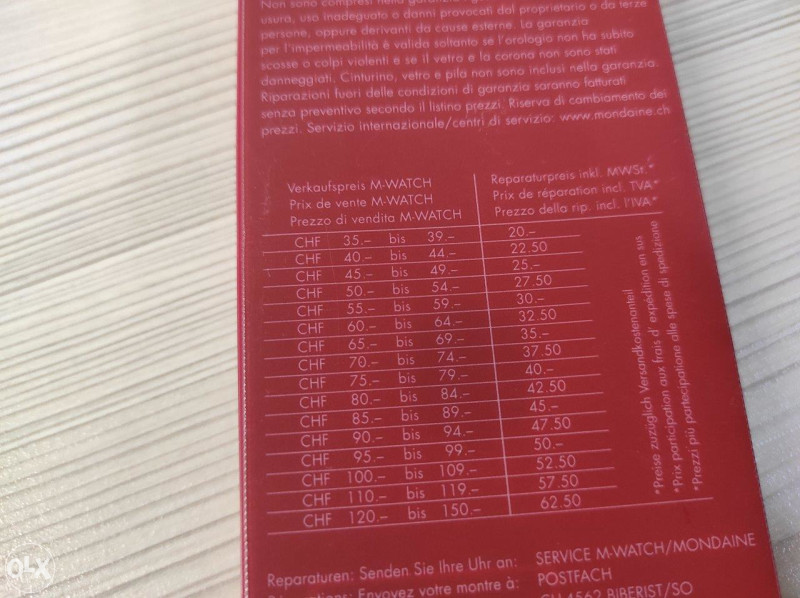 Non sono compresi nella garanzia
usura, uso inadeguato o danni provocati dal proprietario o da terze
persone, oppure derivanti da cause esterne. La garanzia
per l'impermeabilità è valida soltanto se l'orologio non ha subito
scosse o colpi violenti e se il vetro e la corona non sono stati
danneggiati. Cinturino, vetro e pila non sono inclusi nella garanzia.
Riparazioni fuori delle condizioni di garanzia saranno fatturati
senza preventivo secondo il listino prezzi. Riserva di cambiamento dei
prezzi. Servizio internazionale/centri di servizio: www.mondaine.ch
Verkaufspreis M-WATCH Reparaturpreis inkl. MWSt.*
Prix de vente M-WATCH Prix de réparation incl. TVA*
Prezzo di vendita M-WATCH Prezzo della rip. incl. l'IVA*
CHF 35.– bis 39.– 20.–
CHF 40.– bis 44.– 22.50
CHF 45.– bis 49.– 25.–
CHF 50.– bis 54.– 27.50
CHF 55.– bis 59.– 30.–
CHF 60.– bis 64.– 32.50
CHF 65.– bis 69.– 35.–
CHF 70.– bis 74.– 37.50
CHF 75.– bis 79.– 40.–
CHF 80.– bis 84.– 42.50
CHF 85.– bis 89.– 45.–
CHF 90.– bis 94.– 47.50
CHF 95.– bis 99.– 50.–
CHF 100.– bis 109.– 52.50
CHF 110.– bis 119.– 57.50
CHF 120.– bis 150.– 62.50
*Preise zuzüglich Versandkostenanteil
*Prix participation aux frais d'expédition en sus
*Prezzi più partecipazione alle spese di spedizione
Reparaturen: Senden Sie Ihre Uhr an: SERVICE M-WATCH/MONDAINE
Envoyez votre montre à: POSTFACH
CH-4562 BIBERIST/SO
OLX